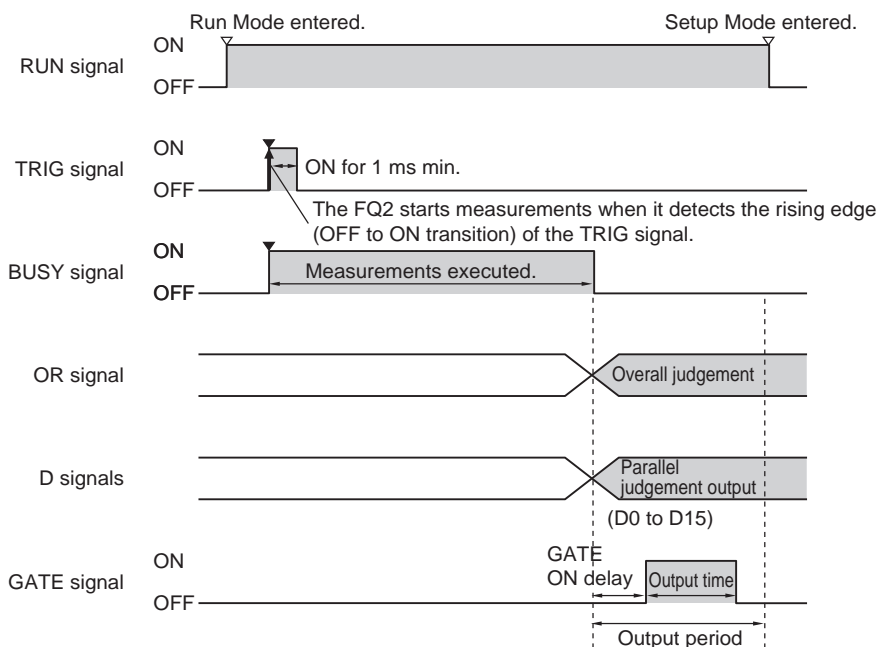 Run Mode entered.
Setup Mode entered.
RUN signal
ON
OFF
TRIG signal
ON
OFF
ON for 1 ms min.
The FQ2 starts measurements when it detects the rising edge
(OFF to ON transition) of the TRIG signal.
BUSY signal
ON
OFF
Measurements executed.
OR signal
Overall judgement
D signals
Parallel
judgement output
(D0 to D15)
GATE signal
ON
OFF
GATE
ON delay
Output time
Output period